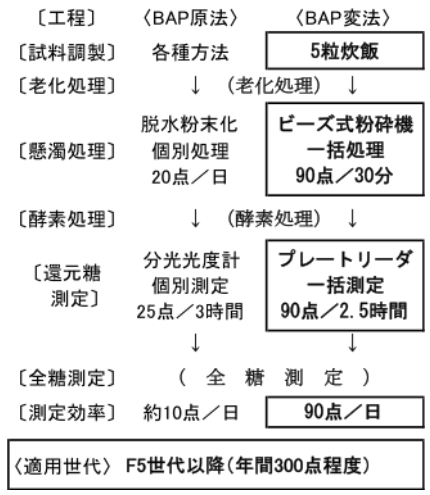 〔工程〕 〈BAP原法〉 〈BAP変法〉
〔試料調製〕 各種方法 5粒炊飯
〔老化処理〕 ↓ (老化処理) ↓
脱水粉末化 ビーズ式粉砕機
〔懸濁処理〕 個別処理 一括処理
20点／日 90点／30分
〔酵素処理〕 ↓ (酵素処理) ↓
分光光度計 プレートリーダ
〔還元糖 個別測定 一括測定
測定〕 25点／3時間 90点／2.5時間
↓ ↓
〔全糖測定〕 (全糖測定)
〔測定効率〕 約10点／日 90点／日
〈適用世代〉 F5世代以降(年間300点程度)